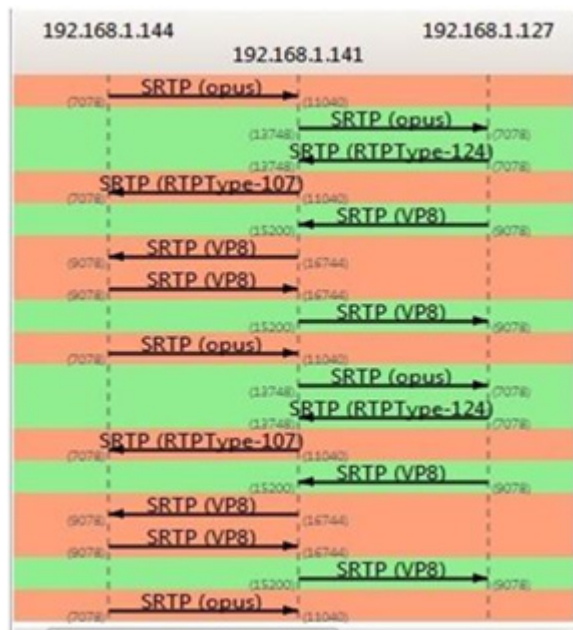 192.168.1.144 192.168.1.127
192.168.1.141
SRTP (opus)
(7078) (11040)
SRTP (opus)
(13748) (7078)
SRTP (RTPType-124)
(13748) (7078)
SRTP (RTPType-107)
(7078) (11040)
SRTP (VP8)
(15200) (9078)
SRTP (VP8)
(9078) (16744)
SRTP (VP8)
(9078) (16744)
SRTP (VP8)
(15200) (9078)
SRTP (opus)
(7078) (11040)
SRTP (opus)
(13748) (7078)
SRTP (RTPType-124)
(13748) (7078)
SRTP (RTPType-107)
(7078) (11040)
SRTP (VP8)
(15200) (9078)
SRTP (VP8)
(9078) (16744)
SRTP (VP8)
(9078) (16744)
SRTP (VP8)
(15200) (9078)
SRTP (opus)
(7078) (11040)